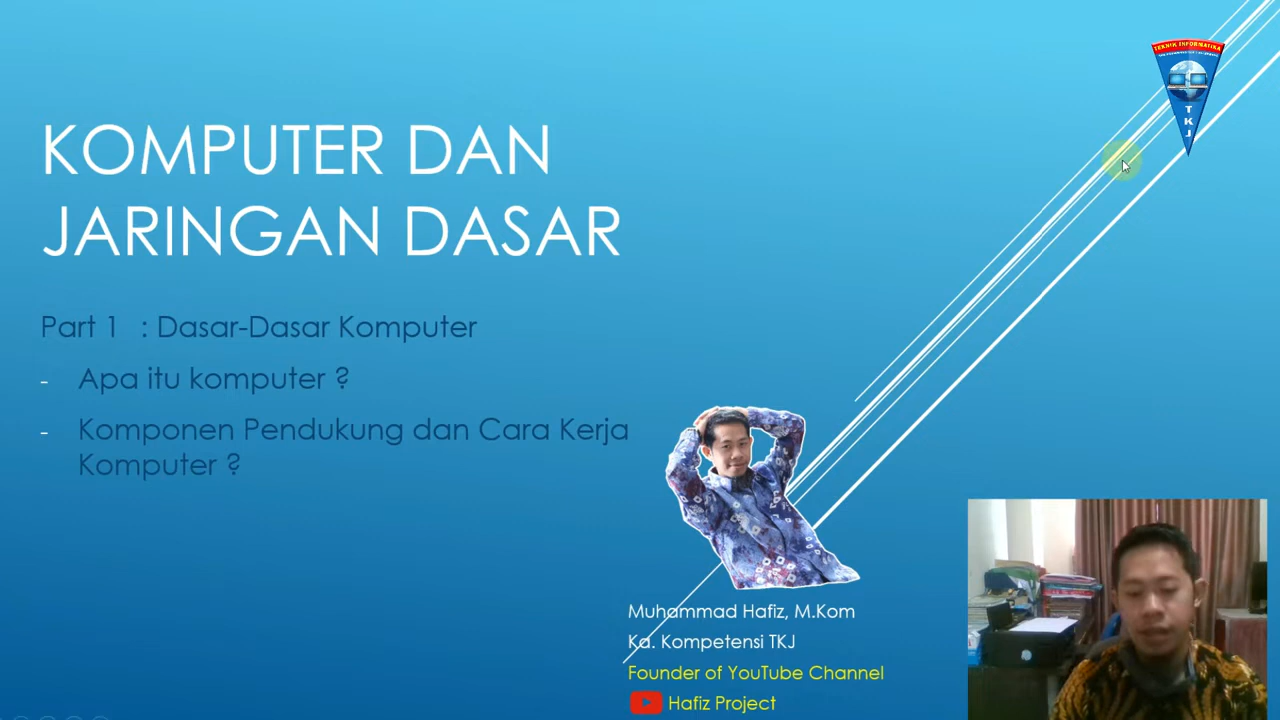 TEKNIK INFORMATIKA
T
K
J
KOMPUTER DAN
JARINGAN DASAR
Part 1 : Dasar-Dasar Komputer
- Apa itu komputer ?
- Komponen Pendukung dan Cara Kerja
Komputer ?
Muhammad Hafiz, M.Kom
Ka. Kompetensi TKJ
Founder of YouTube Channel
Hafiz Project